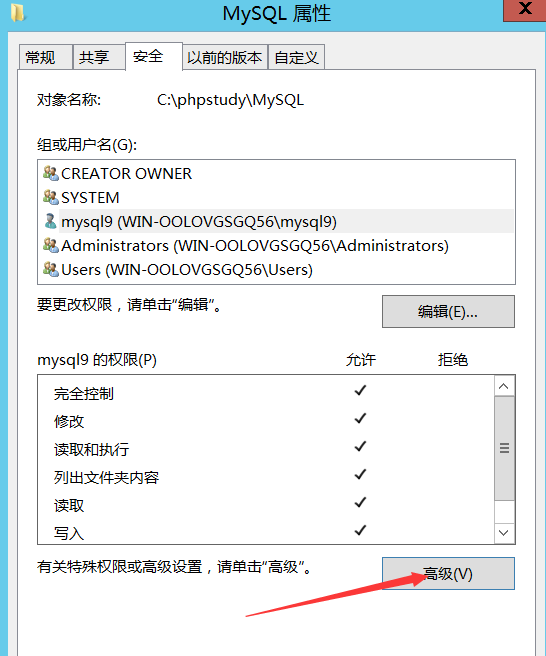 MySQL 属性
X
常规 共享 安全 以前的版本 自定义
对象名称: C:\phpstudy\MySQL
组或用户名(G):
CREATOR OWNER
SYSTEM
mysql9 (WIN-OOLOVGSGQ56\mysql9)
Administrators (WIN-OOLOVGSGQ56\Administrators)
Users (WIN-OOLOVGSGQ56\Users)
要更改权限，请单击"编辑"。 编辑(E)...
mysql9 的权限(P) 允许 拒绝
完全控制
修改
读取和执行
列出文件夹内容
读取
写入
有关特殊权限或高级设置，请单击"高级"。 高级(V)